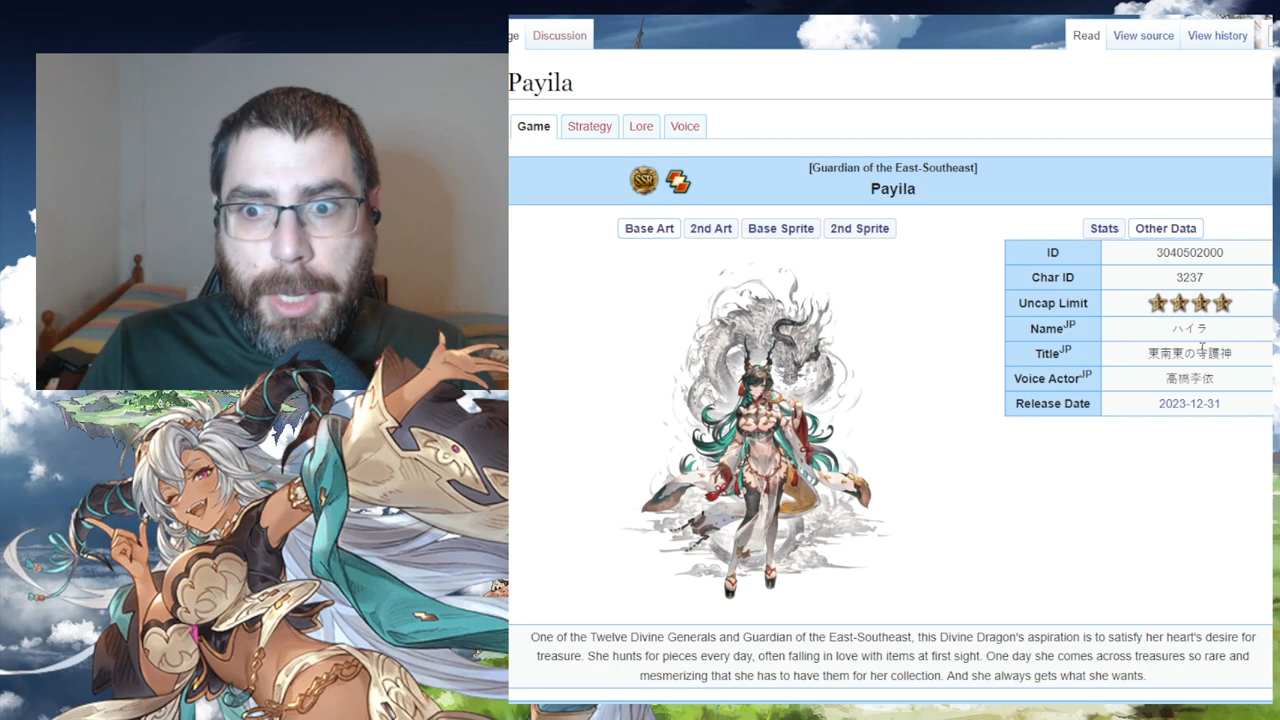 ge Discussion Read View source View history
Payila
Game Strategy Lore Voice
[Guardian of the East-Southeast]
SSR
Payila
Base Art 2nd Art Base Sprite 2nd Sprite
Stats Other Data
ID 3040502000
Char ID 3237
Uncap Limit
NameJP ハイラ
TitleJP 東南東の守護神
Voice ActorJP 高橋李依
Release Date 2023-12-31
One of the Twelve Divine Generals and Guardian of the East-Southeast, this Divine Dragon's aspiration is to satisfy her heart's desire for
treasure. She hunts for pieces every day, often falling in love with items at first sight. One day she comes across treasures so rare and
mesmerizing that she has to have them for her collection. And she always gets what she wants.